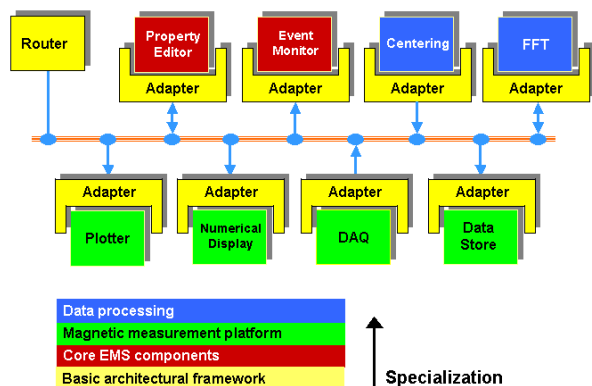 Router
Property
Editor
Event
Monitor
Centering
FFT
Adapter
Adapter
Adapter
Adapter
Adapter
Adapter
Adapter
Adapter
Plotter
Numerical
Display
DAQ
Data
Store
Data processing
Magnetic measurement platform
Core EMS components
Basic architectural framework
Specialization